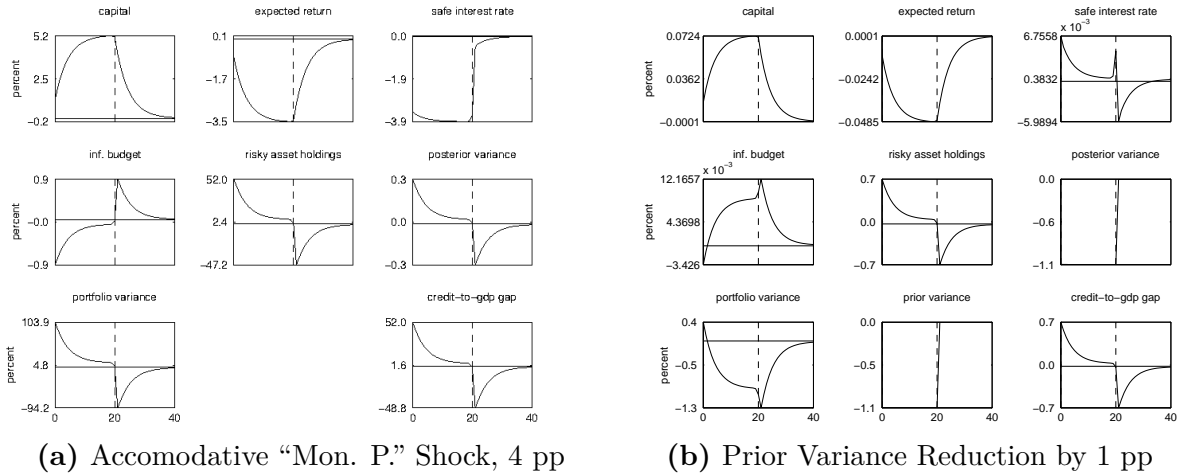 capital
expected return
safe interest rate
percent
5.2
2.5
−0.2
0.1
−1.7
−3.5
0.0
−1.9
−3.9
inf. budget
risky asset holdings
posterior variance
percent
0.9
−0.0
−0.9
52.0
2.4
−47.2
0.3
0.0
−0.3
portfolio variance
credit−to−gdp gap
percent
103.9
4.8
−94.2
52.0
1.6
−48.8
0 20 40
0 20 40
(a) Accomodative “Mon. P.” Shock, 4 pp
capital
expected return
safe interest rate
x 10−3
percent
0.0724
0.0362
−0.0001
0.0001
−0.0242
−0.0485
6.7558
0.3832
−5.9894
inf. budget
risky asset holdings
posterior variance
x 10−3
percent
12.1657
4.3698
−3.426
0.7
0.0
−0.7
0.0
−0.6
−1.1
portfolio variance
prior variance
credit−to−gdp gap
percent
0.4
−0.5
−1.3
0.0
−0.5
−1.1
0.7
0.0
−0.7
0 20 40
0 20 40
0 20 40
(b) Prior Variance Reduction by 1 pp